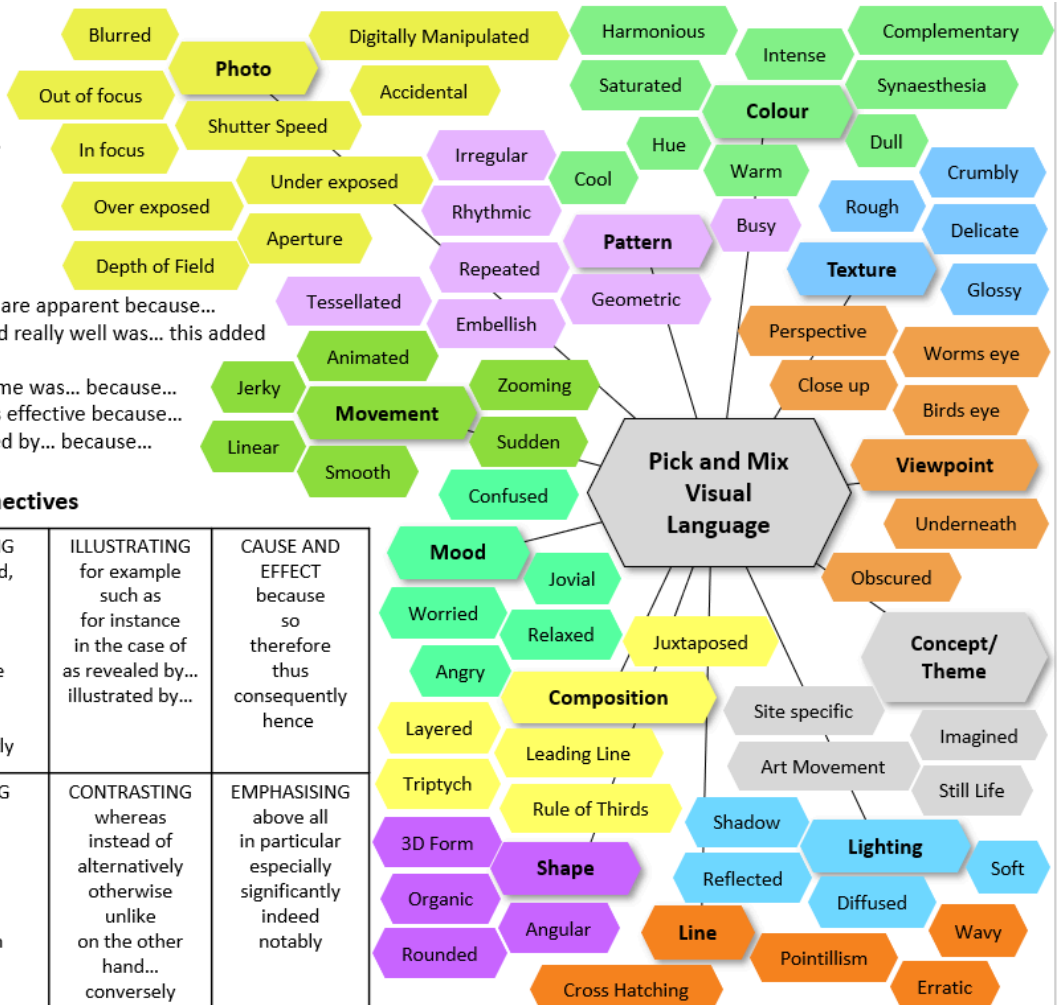 Blurred
Digitally Manipulated
Photo
Out of focus
Accidental
Shutter Speed
In focus
Under exposed
Over exposed
Aperture
Depth of Field
Harmonious
Intense
Complementary
Saturated
Synaesthesia
Colour
Hue
Dull
Cool
Warm
Irregular
Rhythmic
Busy
Pattern
Repeated
Geometric
Tessellated
Embellish
Crumbly
Rough
Delicate
Texture
Glossy
are apparent because...
really well was... this added
was... because...
effective because...
by... because...
Animated
Jerky
Zooming
Movement
Linear
Sudden
Smooth
Perspective
Worms eye
Close up
Birds eye
Viewpoint
Underneath
Obscured
Pick and Mix
Visual
Language
Confused
Mood
Jovial
Worried
Relaxed
Angry
Juxtaposed
Composition
Layered
Leading Line
Triptych
Rule of Thirds
Concept/
Theme
Site specific
Imagined
Art Movement
Still Life
3D Form
Shape
Organic
Angular
Rounded
Shadow
Lighting
Soft
Reflected
Diffused
Line
Wavy
Pointillism
Erratic
Cross Hatching
ILLUSTRATING
for example
such as
for instance
in the case of
as revealed by...
illustrated by...
CAUSE AND
EFFECT
because
so
therefore
thus
consequently
hence
CONTRASTING
whereas
instead of
alternatively
otherwise
unlike
on the other
hand...
conversely
EMPHASISING
above all
in particular
especially
significantly
indeed
notably